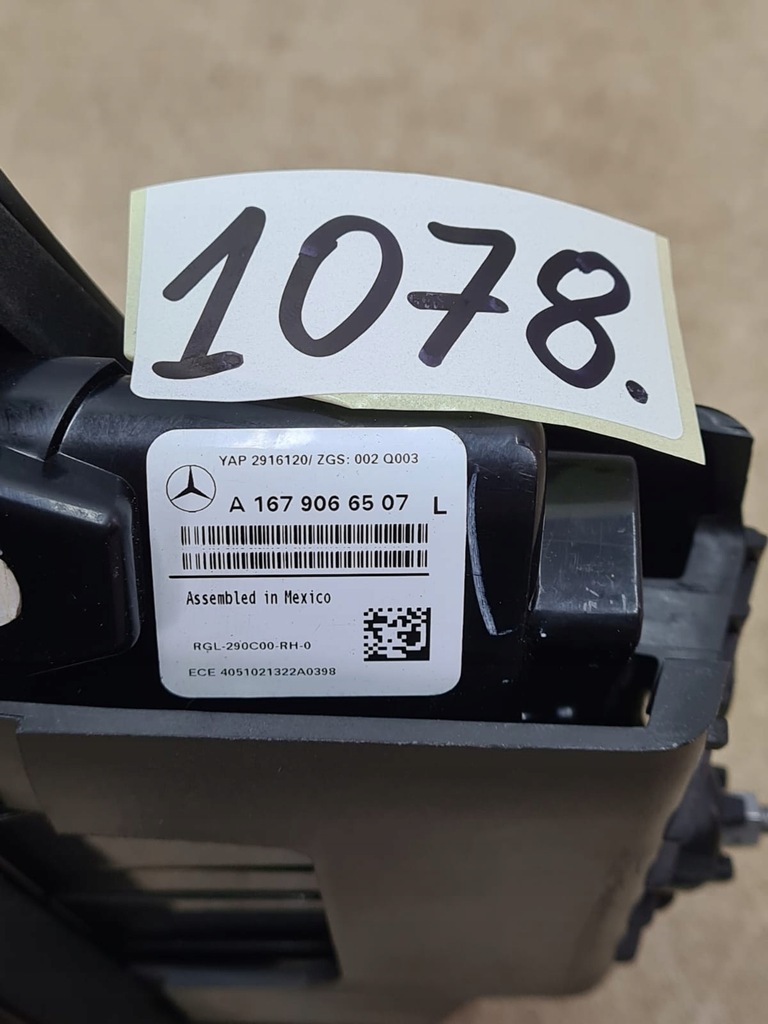 1078.
YAP 2916120/ ZGS: 002 Q003
A 167 906 65 07 L
Assembled in Mexico
RGL-290C00-RH-0
ECE 4051021322A0398